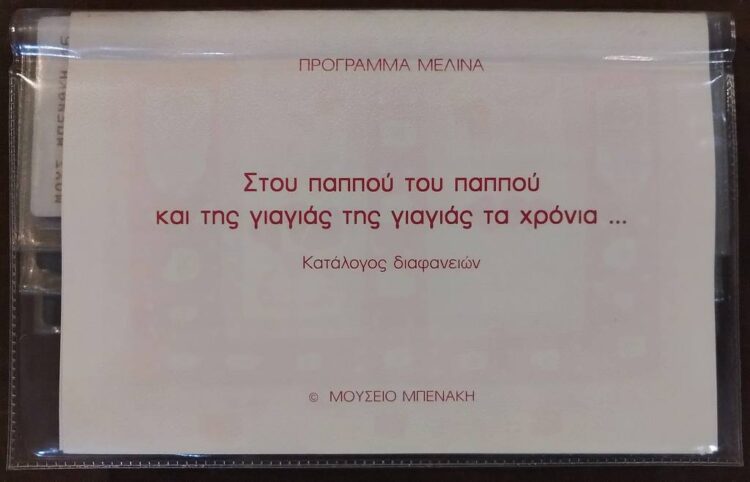 ΠΡΟΓΡΑΜΜΑ ΜΕΛΙΝΑ
Στου παππού του παππού
και της γιαγιάς της γιαγιάς τα χρόνια ...
Κατάλογος διαφανειών
© ΜΟΥΣΕΙΟ ΜΠΕΝΑΚΗ